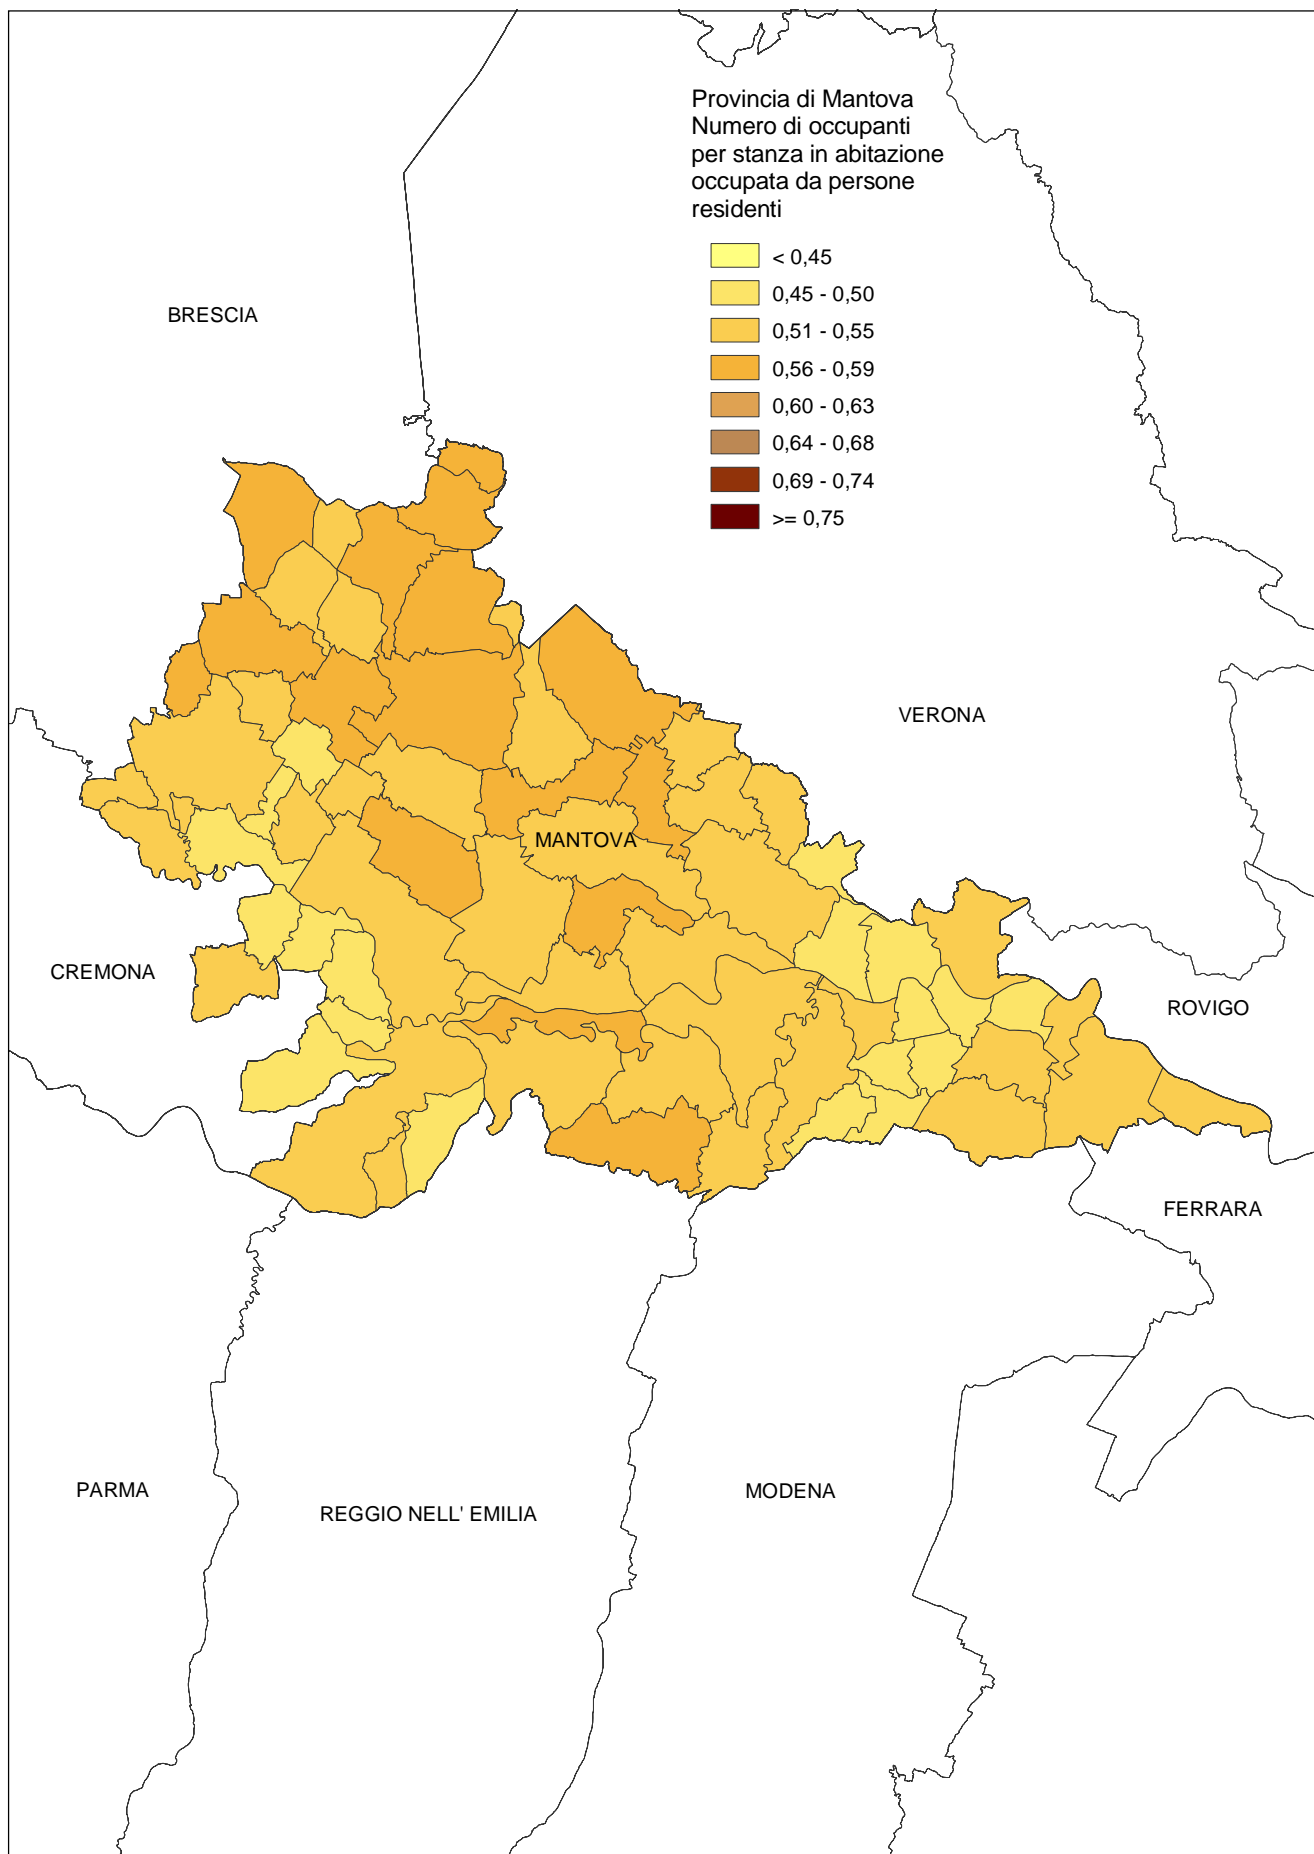 Provincia di Mantova
Numero di occupanti
per stanza in abitazione
occupata da persone
residenti
< 0,45
0,45 - 0,50
0,51 - 0,55
0,56 - 0,59
0,60 - 0,63
0,64 - 0,68
0,69 - 0,74
>= 0,75
BRESCIA
VERONA
MANTOVA
CREMONA
ROVIGO
FERRARA
PARMA
REGGIO NELL' EMILIA
MODENA